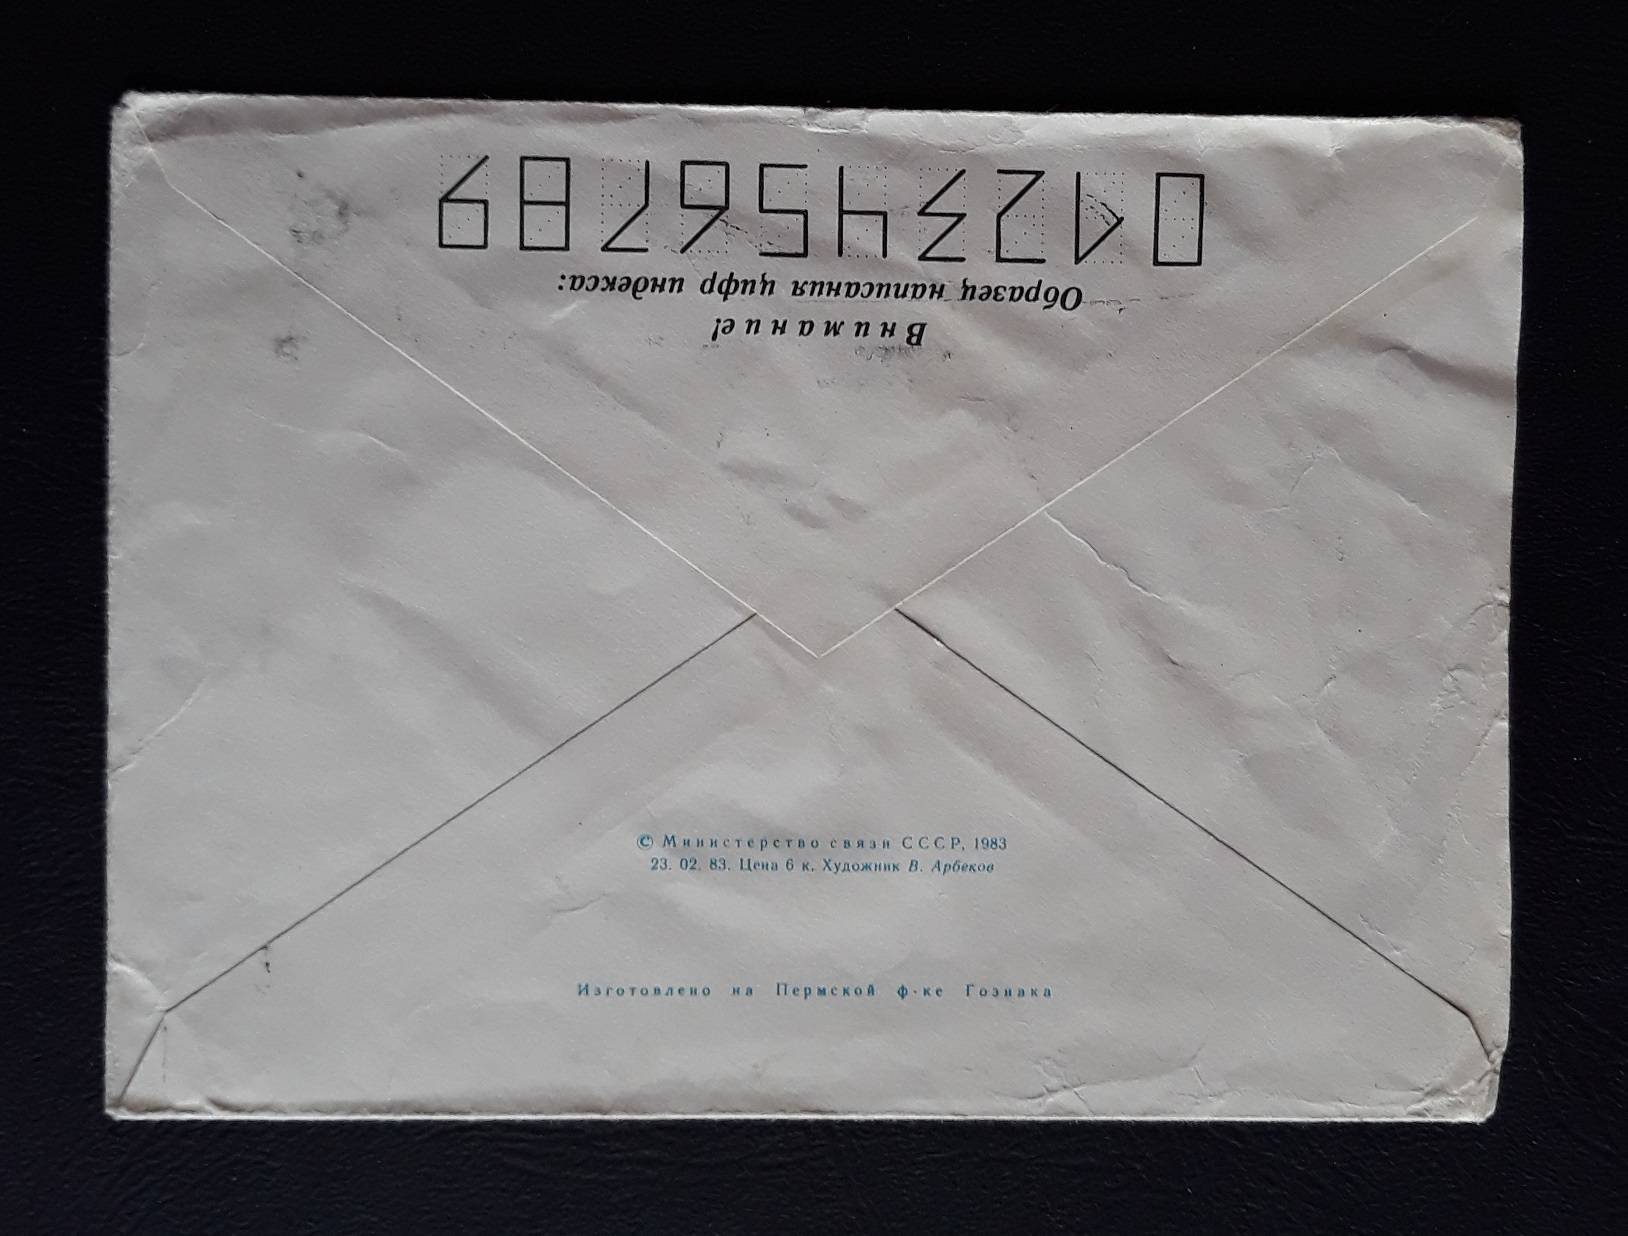 Внимание!
Образец написания цифр индекса:
0123456789
© Министерство связи СССР, 1983
23. 02. 83. Цена 6 к. Художник В. Арбеков
Изготовлено на Пермской ф-ке Гознака